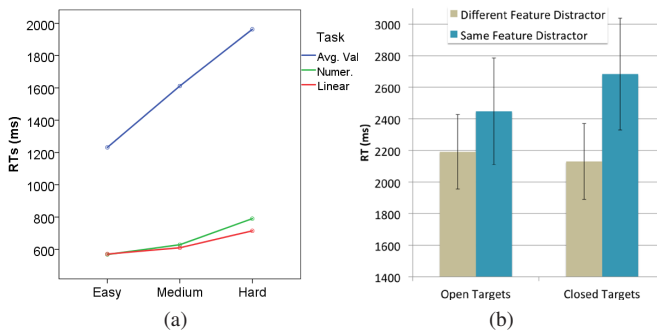 2000
1800
1600
1400
1200
1000
800
600
RTs (ms)
Easy
Medium
Hard
Task
Avg. Val
Numer.
Linear
(a)
Different Feature Distractor
Same Feature Distractor
3000
2800
2600
2400
2200
2000
1800
1600
1400
RT (ms)
Open Targets
Closed Targets
(b)